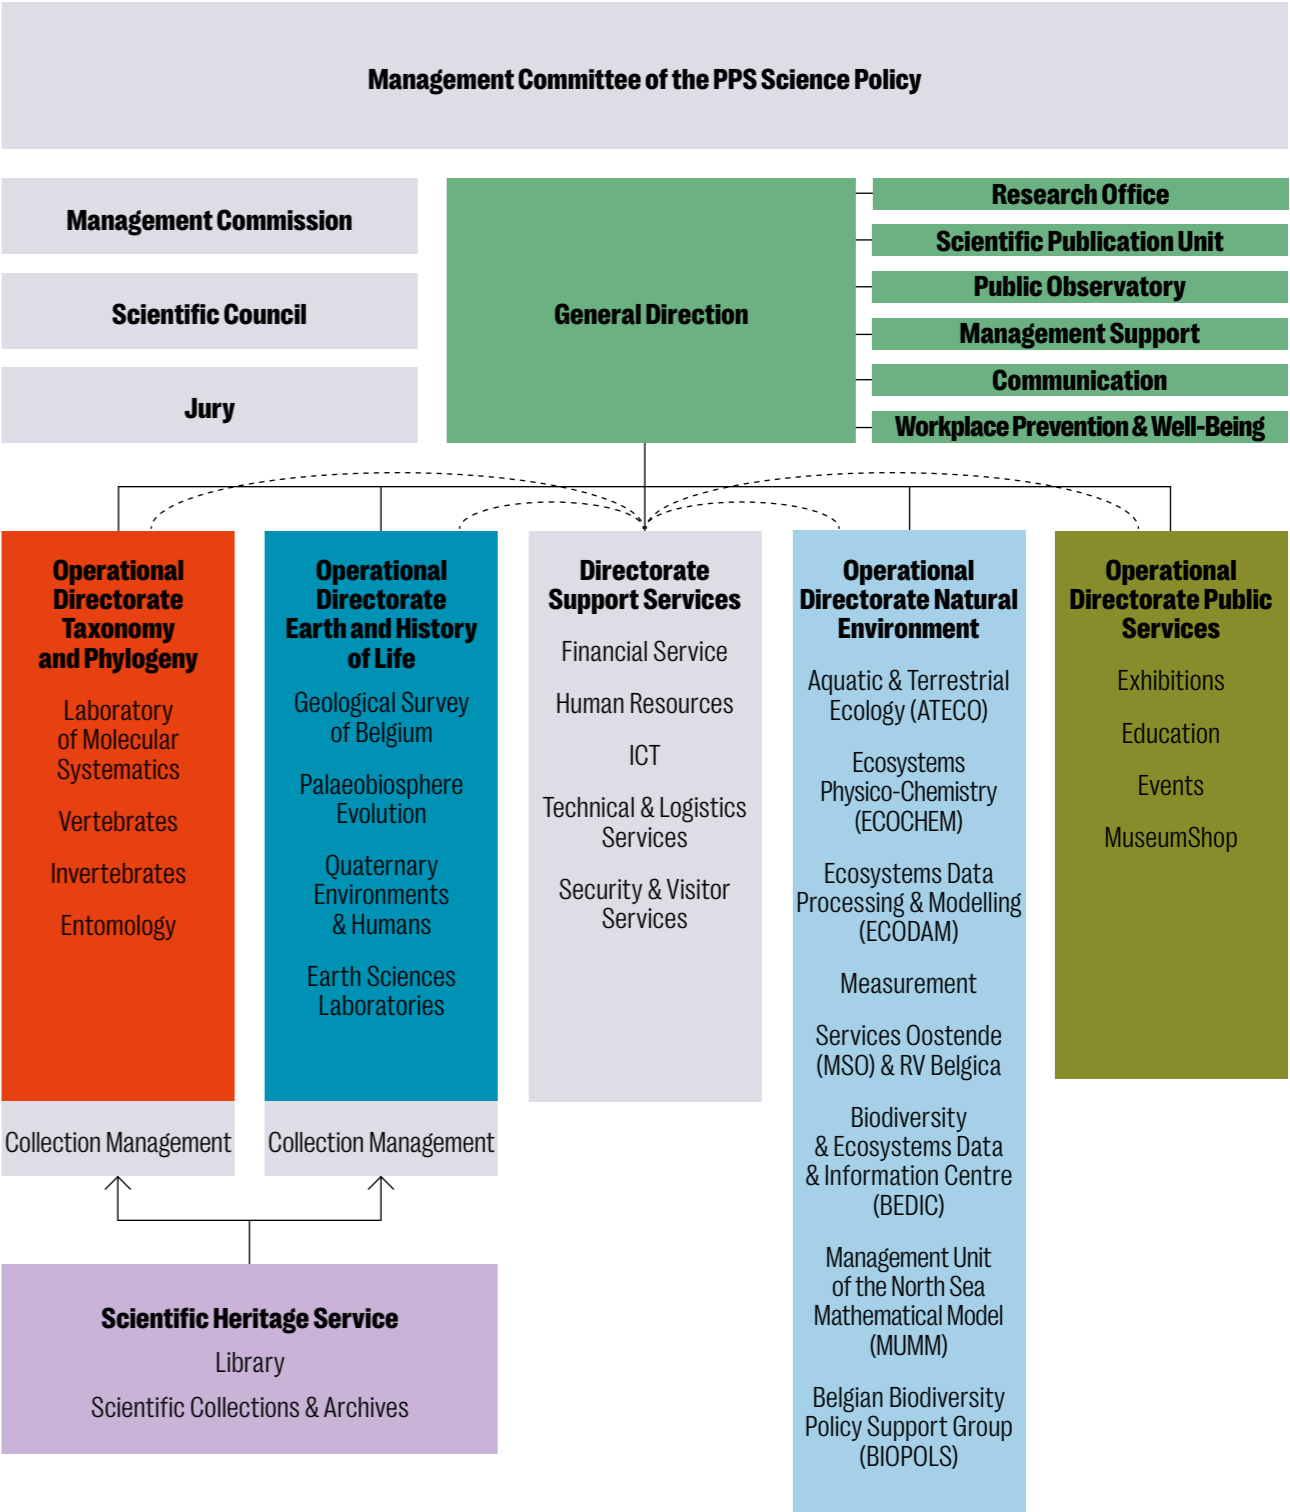 Management Committee of the PPS Science Policy
Management Commission
Scientific Council
Jury
General Direction
Research Office
Scientific Publication Unit
Public Observatory
Management Support
Communication
Workplace Prevention & Well-Being
Operational
Directorate
Taxonomy
and Phylogeny
Laboratory
of Molecular
Systematics
Vertebrates
Invertebrates
Entomology
Collection Management
Operational
Directorate
Earth and History
of Life
Geological Survey
of Belgium
Palaeobiosphere
Evolution
Quaternary
Environments
& Humans
Earth Sciences
Laboratories
Collection Management
Directorate
Support Services
Financial Service
Human Resources
ICT
Technical & Logistics
Services
Security & Visitor
Services
Operational
Directorate Natural
Environment
Aquatic & Terrestrial
Ecology (ATECO)
Ecosystems
Physico-Chemistry
(ECOCHEM)
Ecosystems Data
Processing & Modelling
(ECODAM)
Measurement
Services Oostende
(MSO) & RV Belgica
Biodiversity
& Ecosystems Data
& Information Centre
(BEDIC)
Management Unit
of the North Sea
Mathematical Model
(MUMM)
Belgian Biodiversity
Policy Support Group
(BIOPOLS)
Operational
Directorate Public
Services
Exhibitions
Education
Events
MuseumShop
Scientific Heritage Service
Library
Scientific Collections & Archives